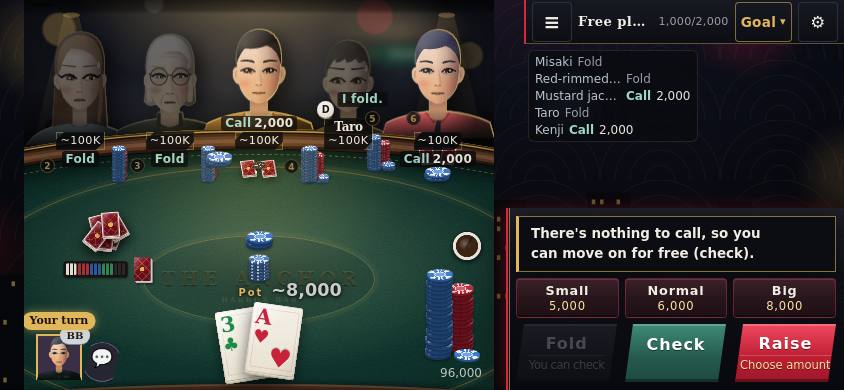 Free pl... 1,000/2,000 Goal ▾
Misaki Fold
Red-rimmed... Fold
Mustard jac... Call 2,000
Taro Fold
Kenji Call 2,000
I fold.
D
Taro
5
6
Call 2,000
~100K
~100K
~100K
~100K
~100K
Fold
Fold
Call 2,000
2
3
4
THE ANCHOR
Pot ~8,000
Your turn
BB
3
A
96,000
There's nothing to call, so you
can move on for free (check).
Small
5,000
Normal
6,000
Big
8,000
Fold
You can check
Check
Raise
Choose amount